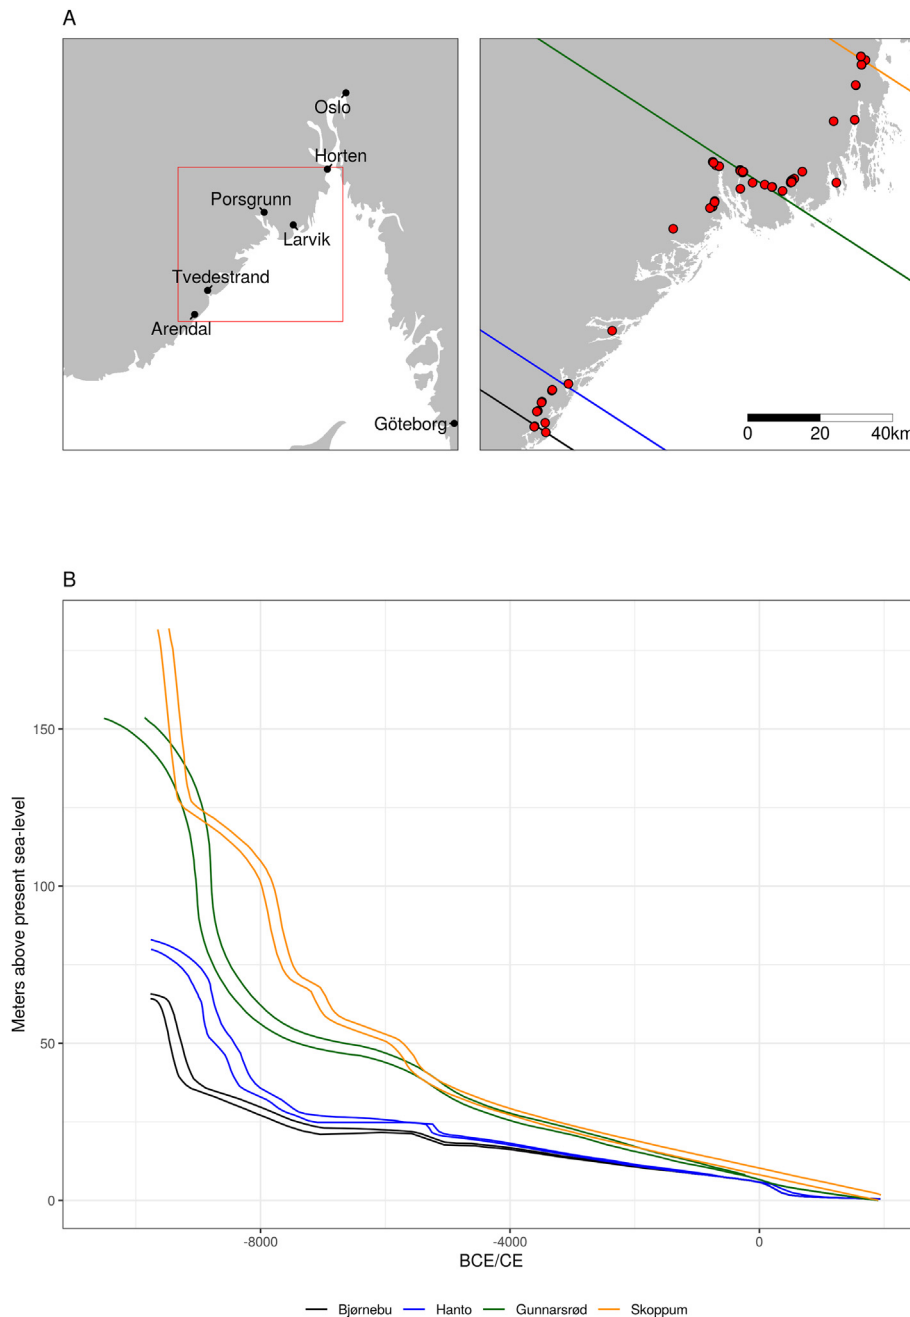 A
Oslo
Horten
Porsgrunn
Larvik
Tvedestrand
Arendal
Göteborg
0 20 40km
B
Meters above present sea-level
150
100
50
0
-8000 -4000 0
BCE/CE
Bjørnebu Hanto Gunnarsrød Skoppum